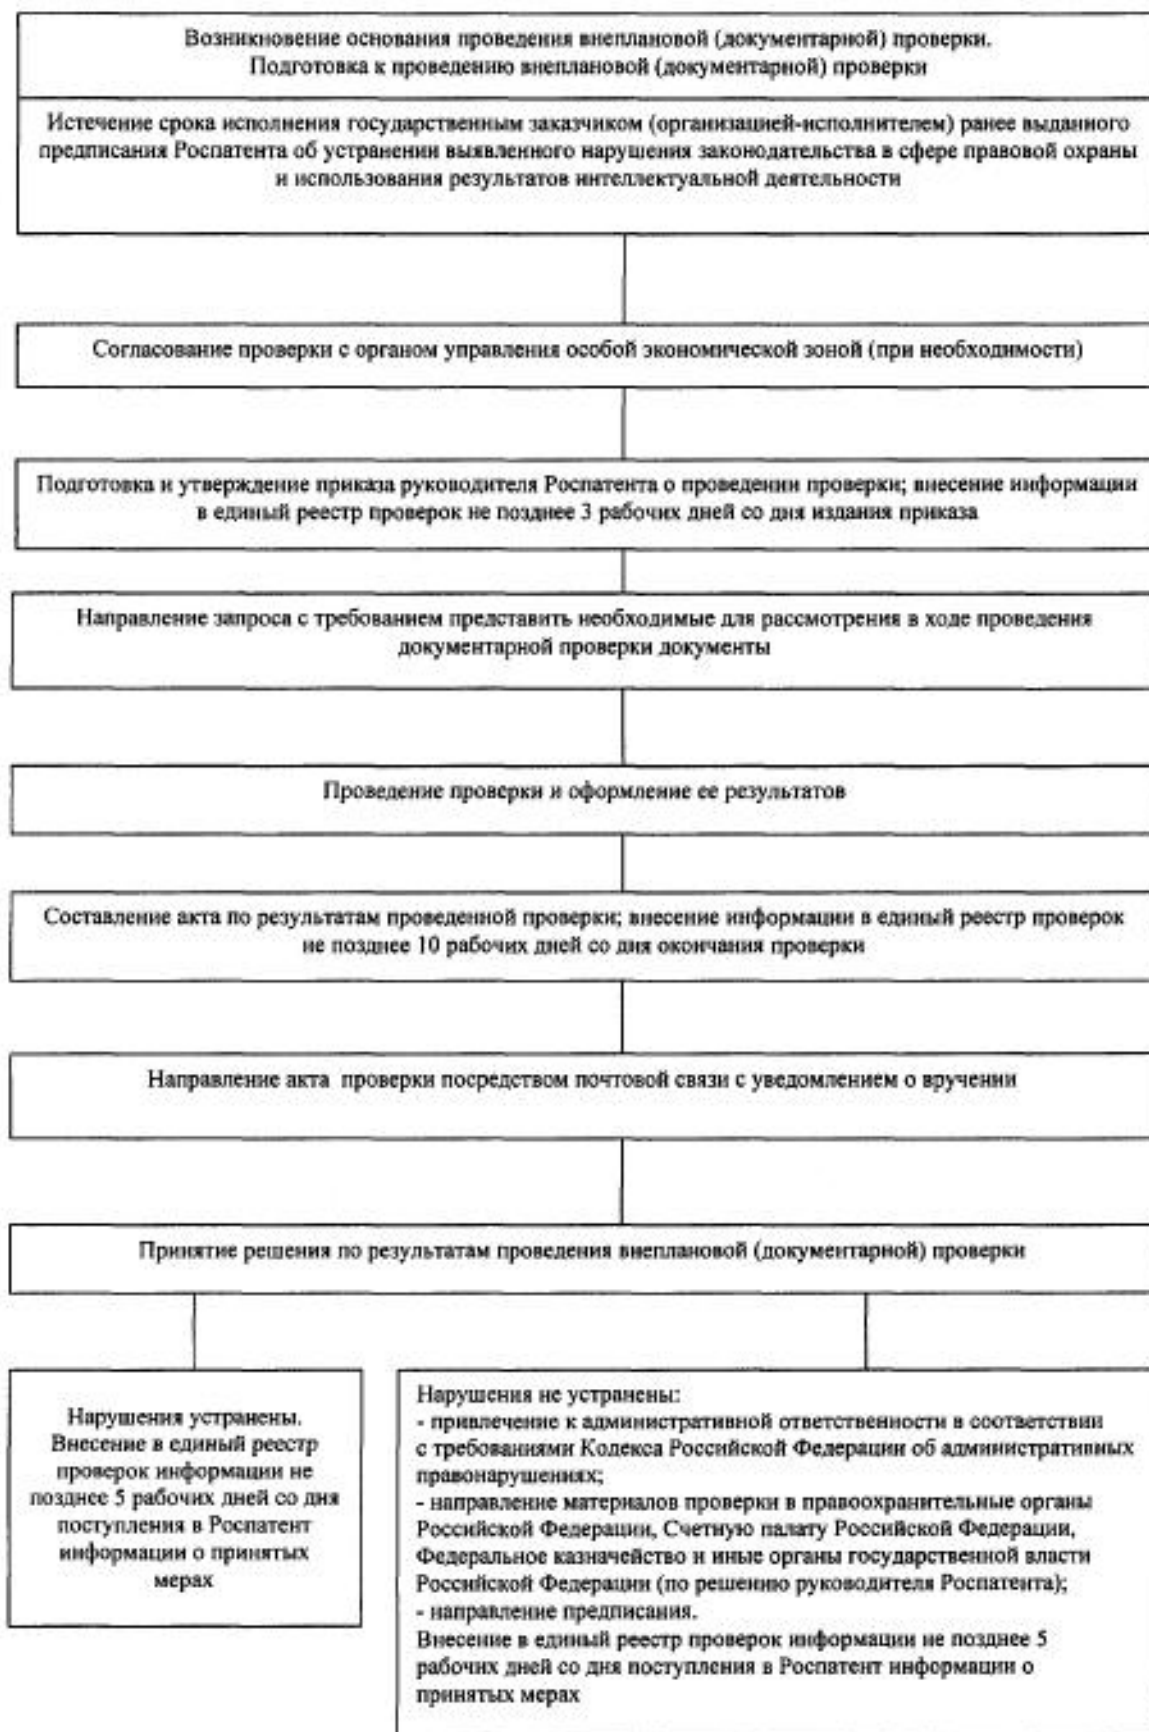 Возникновение основания проведения внеплановой (документарной) проверки.
Подготовка к проведению внеплановой (документарной) проверки
Истечение срока исполнения государственным заказчиком (организацией-исполнителем) ранее выданного
предписания Роспатента об устранении выявленного нарушения законодательства в сфере правовой охраны
и использования результатов интеллектуальной деятельности
Согласование проверки с органом управления особой экономической зоной (при необходимости)
Подготовка и утверждение приказа руководителя Роспатента о проведении проверки; внесение информации
в единый реестр проверок не позднее 3 рабочих дней со дня издания приказа
Направление запроса с требованием представить необходимые для рассмотрения в ходе проведения
документарной проверки документы
Проведение проверки и оформление ее результатов
Составление акта по результатам проведенной проверки; внесение информации в единый реестр проверок
не позднее 10 рабочих дней со дня окончания проверки
Направление акта проверки посредством почтовой связи с уведомлением о вручении
Принятие решения по результатам проведения внеплановой (документарной) проверки
Нарушения устранены.
Внесение в единый реестр
проверок информации не
позднее 5 рабочих дней со дня
поступления в Роспатент
информации о принятых
мерах
Нарушения не устранены:
- привлечение к административной ответственности в соответствии
с требованиями Кодекса Российской Федерации об административных
правонарушениях;
- направление материалов проверки в правоохранительные органы
Российской Федерации, Счетную палату Российской Федерации,
Федеральное казначейство и иные органы государственной власти
Российской Федерации (по решению руководителя Роспатента);
- направление предписания.
Внесение в единый реестр проверок информации не позднее 5
рабочих дней со дня поступления в Роспатент информации о
принятых мерах